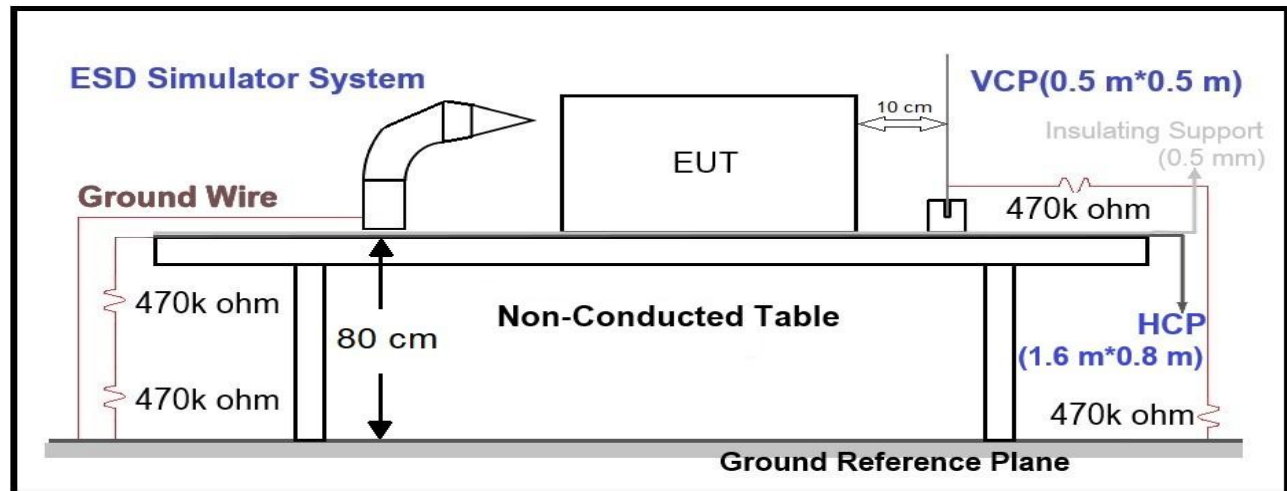 ESD Simulator System
VCP(0.5 m*0.5 m)
10 cm
Insulating Support
(0.5 mm)
EUT
Ground Wire
470k ohm
470k ohm
80 cm
Non-Conducted Table
HCP
(1.6 m*0.8 m)
470k ohm
470k ohm
Ground Reference Plane